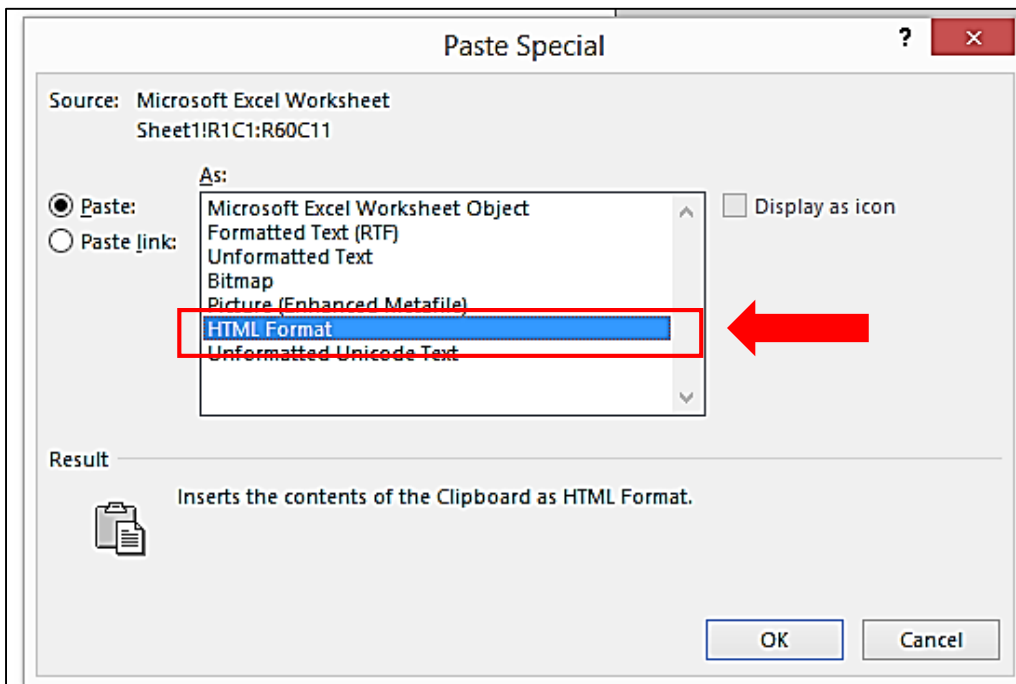 Paste Special
?
Source: Microsoft Excel Worksheet
Sheet1!R1C1:R60C11
As:
Paste:
Paste link:
Microsoft Excel Worksheet Object
Formatted Text (RTF)
Unformatted Text
Bitmap
Picture (Enhanced Metafile)
HTML Format
Unformatted Unicode Text
Display as icon
Result
Inserts the contents of the Clipboard as HTML Format.
OK
Cancel